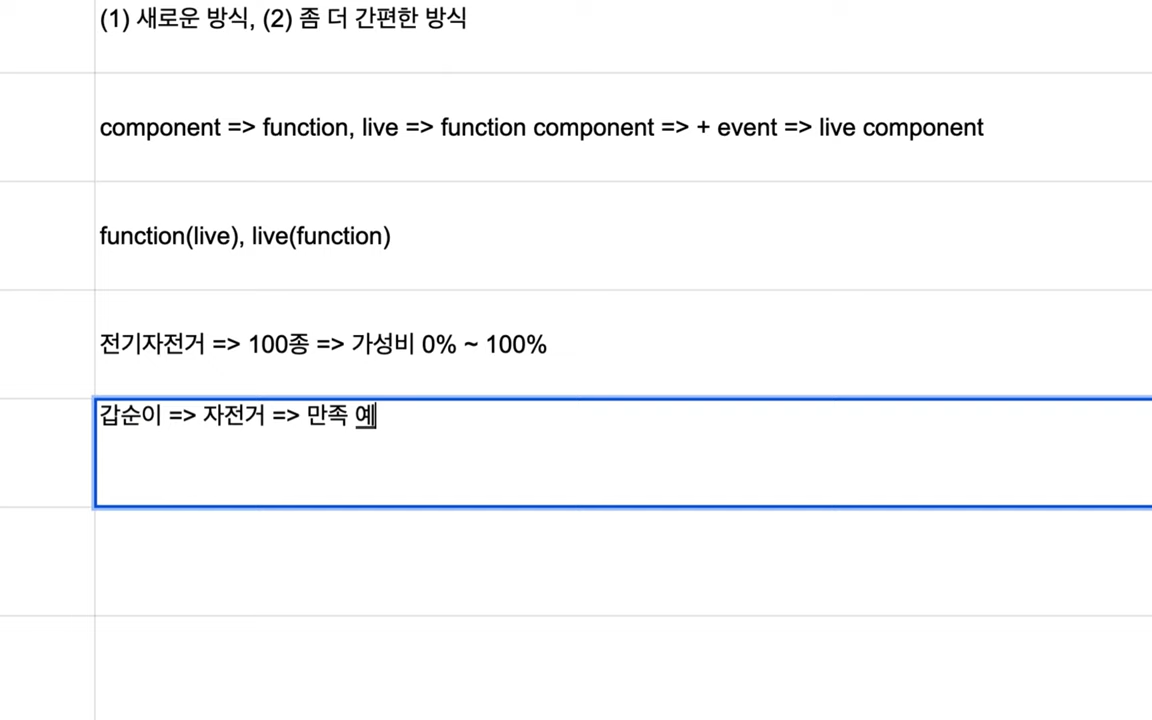 (1) 새로운 방식, (2) 좀 더 간편한 방식
component => function, live => function component => + event => live component
function(live), live(function)
전기자전거 => 100종 => 가성비 0% ~ 100%
갑순이 => 자전거 => 만족 예